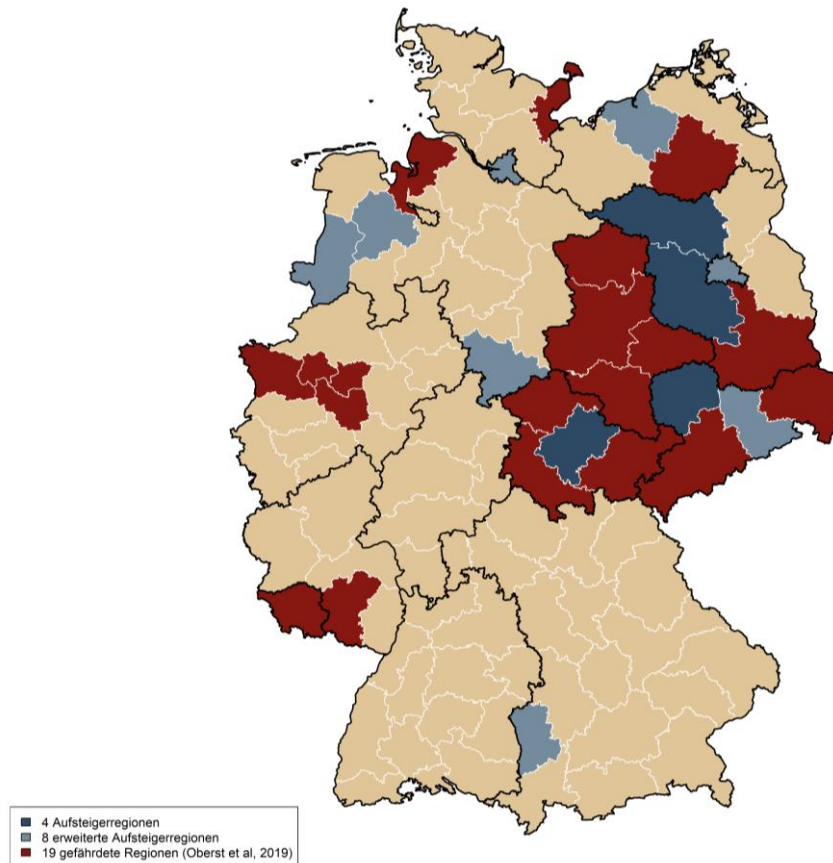 4 Aufsteigerregionen
8 erweiterte Aufsteigerregionen
19 gefährdete Regionen (Oberst et al, 2019)